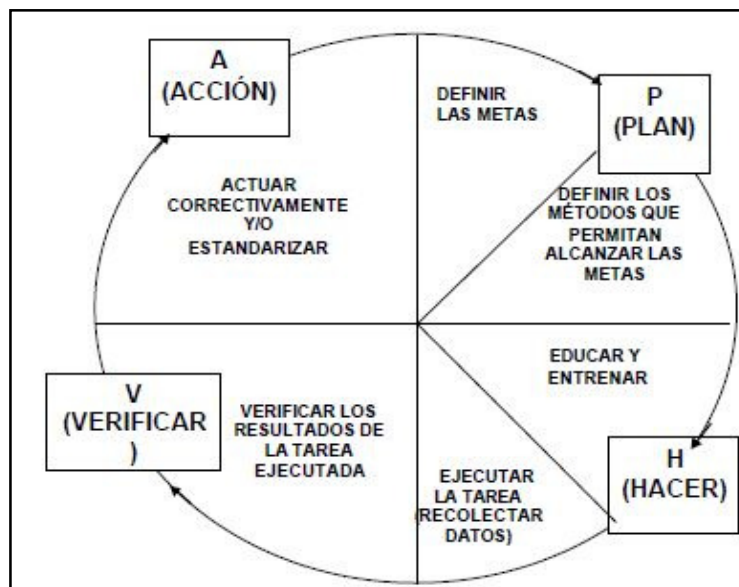 A
(ACCIÓN)
DEFINIR
LAS METAS
P
(PLAN)
ACTUAR
CORRECTIVAMENTE
Y/O
ESTANDARIZAR
DEFINIR LOS
MÉTODOS QUE
PERMITAN
ALCANZAR LAS
METAS
EDUCAR Y
ENTRENAR
V
(VERIFICAR
)
VERIFICAR LOS
RESULTADOS DE
LA TAREA
EJECUTADA
EJECUTAR
LA TAREA
(RECOLECTAR
DATOS)
H
(HACER)